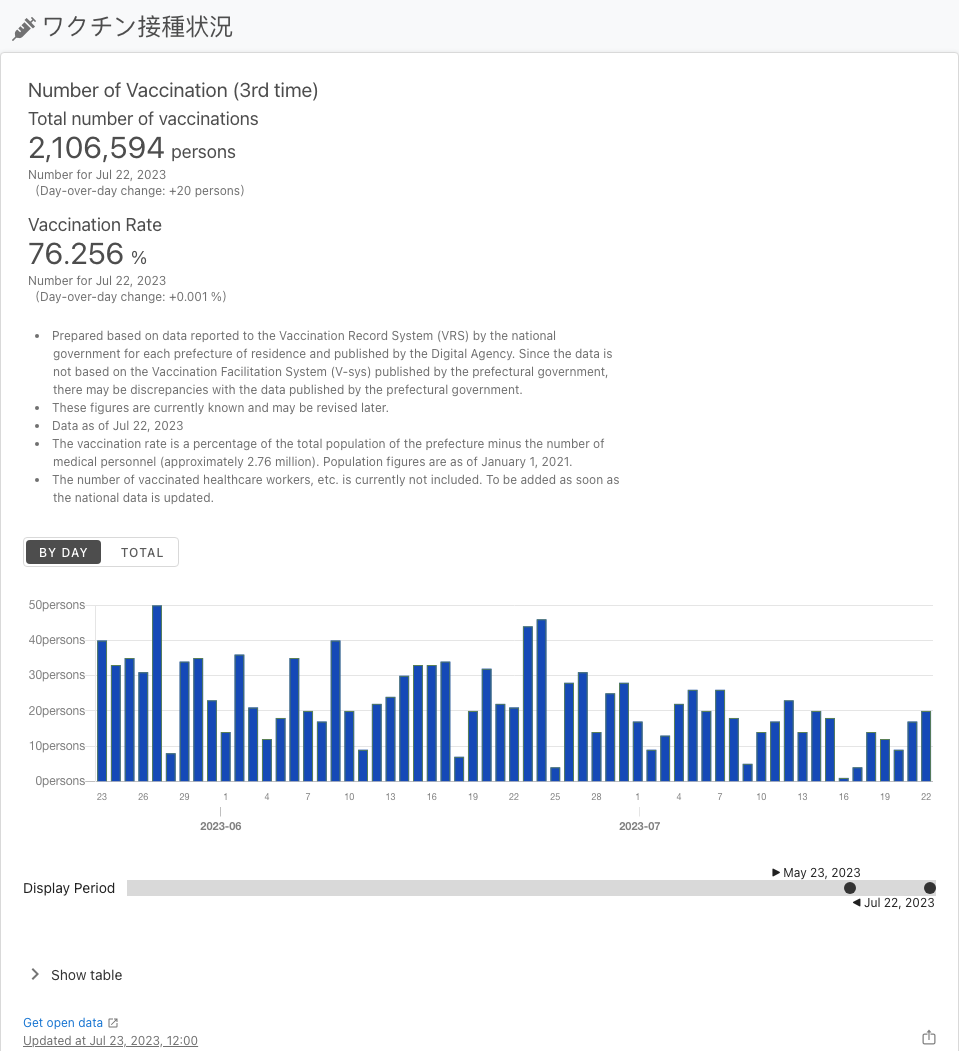 ワクチン接種状況
Number of Vaccination (3rd time)
Total number of vaccinations
2,106,594 persons
Number for Jul 22, 2023
(Day-over-day change: +20 persons)
Vaccination Rate
76.256 %
Number for Jul 22, 2023
(Day-over-day change: +0.001 %)
• Prepared based on data reported to the Vaccination Record System (VRS) by the national
government for each prefecture of residence and published by the Digital Agency. Since the data is
not based on the Vaccination Facilitation System (V-sys) published by the prefectural government,
there may be discrepancies with the data published by the prefectural government.
• These figures are currently known and may be revised later.
• Data as of Jul 22, 2023
• The vaccination rate is a percentage of the total population of the prefecture minus the number of
medical personnel (approximately 2.76 million). Population figures are as of January 1, 2021.
• The number of vaccinated healthcare workers, etc. is currently not included. To be added as soon as
the national data is updated.
BY DAY TOTAL
50persons
40persons
30persons
20persons
10persons
0persons
23 26 29 1 4 7 10 13 16 19 22 25 28 1 4 7 10 13 16 19 22
2023-06 2023-07
▶ May 23, 2023
Display Period
◀ Jul 22, 2023
Show table
Get open data
Updated at Jul 23, 2023, 12:00